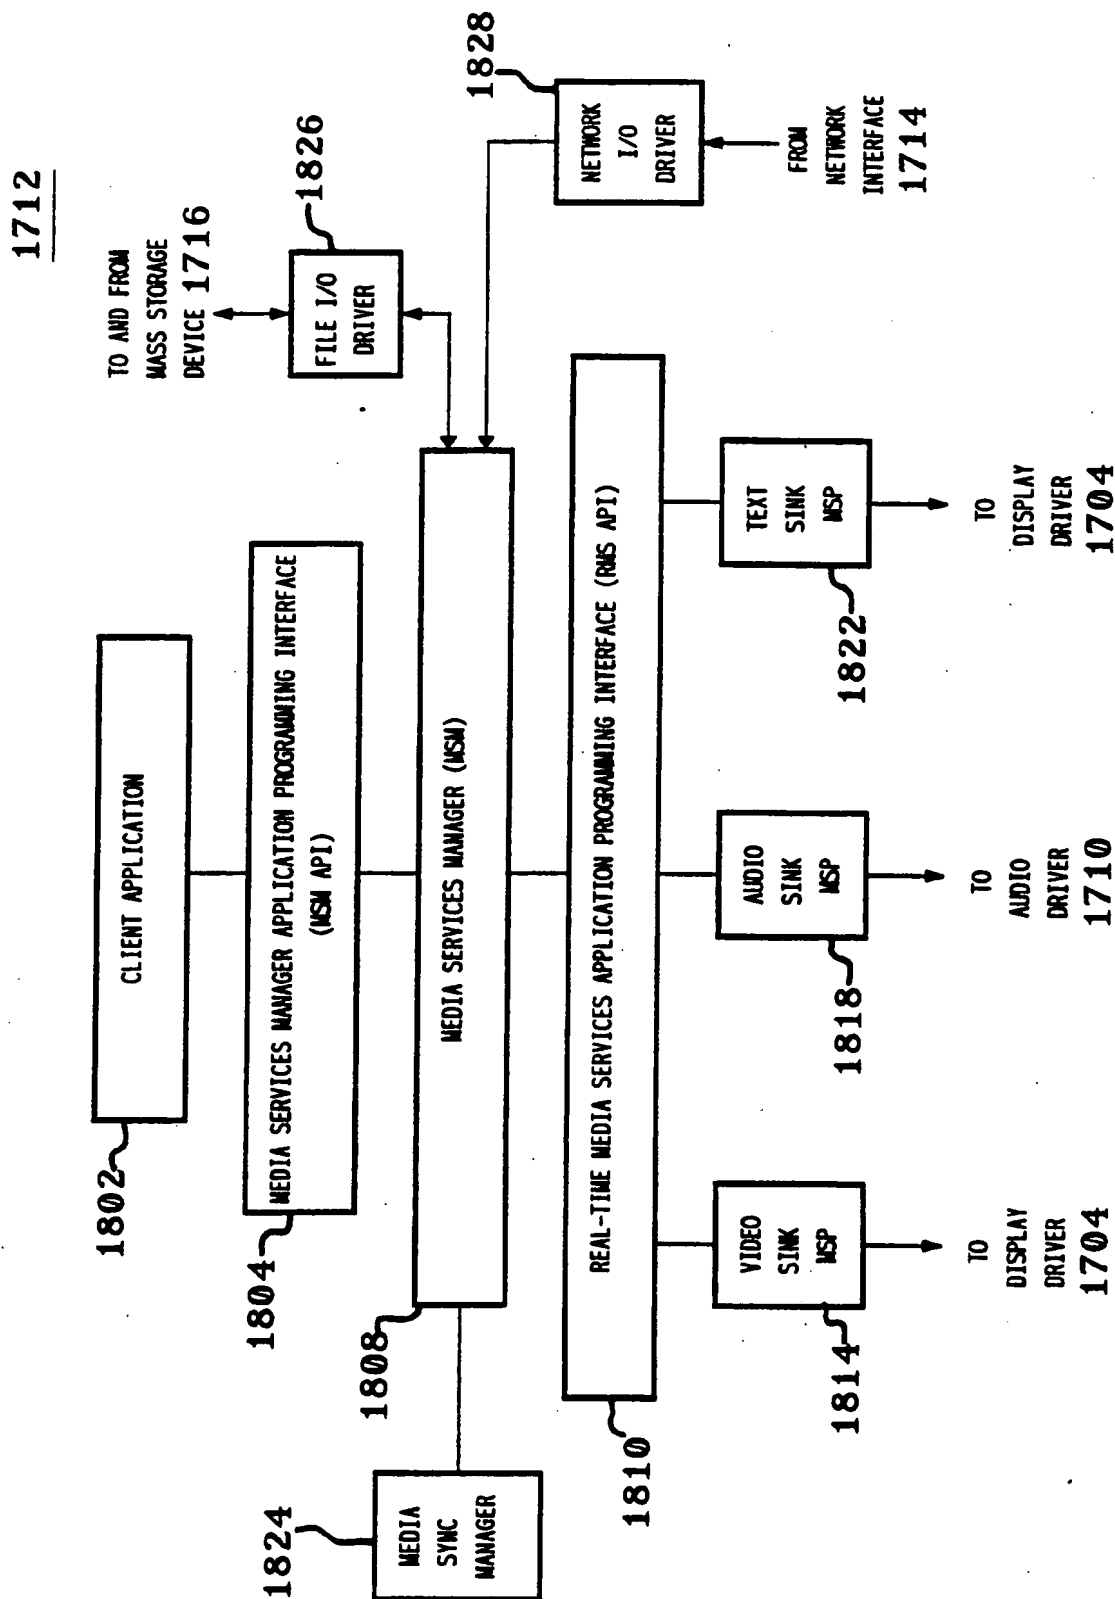 1712
CLIENT APPLICATION
1802
MEDIA SERVICES MANAGER APPLICATION PROGRAMMING INTERFACE
(MSM API)
1804
TO AND FROM
MASS STORAGE
DEVICE 1716
FILE I/O
DRIVER
1826
MEDIA SERVICES MANAGER (MSM)
1808
MEDIA
SYNC
MANAGER
1824
NETWORK
I/O
DRIVER
1828
FROM
NETWORK
INTERFACE
1714
REAL-TIME MEDIA SERVICES APPLICATION PROGRAMMING INTERFACE (RMS API)
1810
VIDEO
SINK
MSP
1814
TO
DISPLAY
DRIVER
1704
AUDIO
SINK
MSP
1818
TO
AUDIO
DRIVER
1710
TEXT
SINK
MSP
1822
TO
DISPLAY
DRIVER
1704